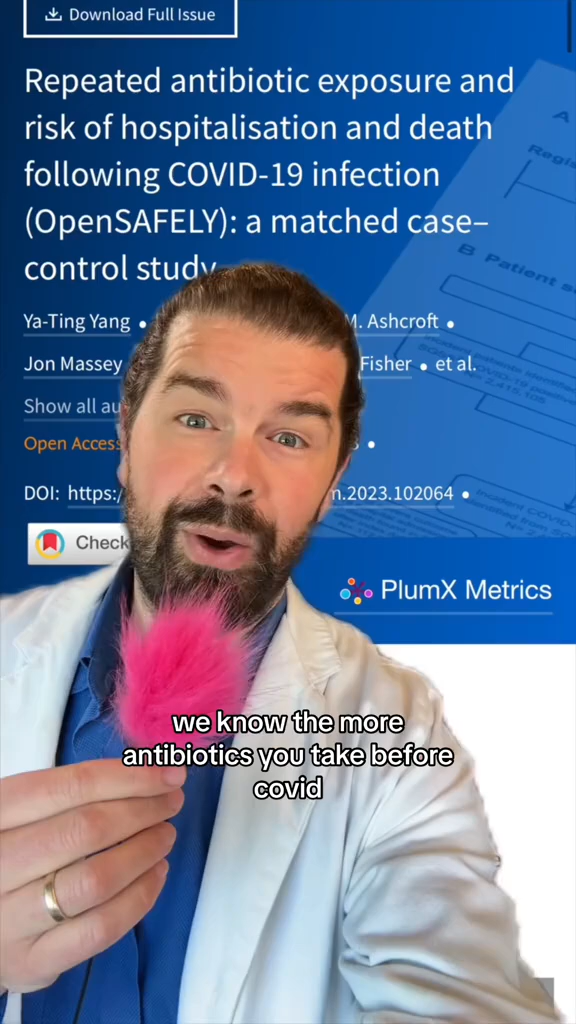 Download Full Issue
Repeated antibiotic exposure and
risk of hospitalisation and death
following COVID-19 infection
(OpenSAFELY): a matched case–
control study
Ya-Ting Yang • M. Ashcroft •
Jon Massey Fisher • et al.
Show all
Open Access •
DOI: https:/ n.2023.102064 •
Check
PlumX Metrics
B Patient
we know the more
antibiotics you take before
covid